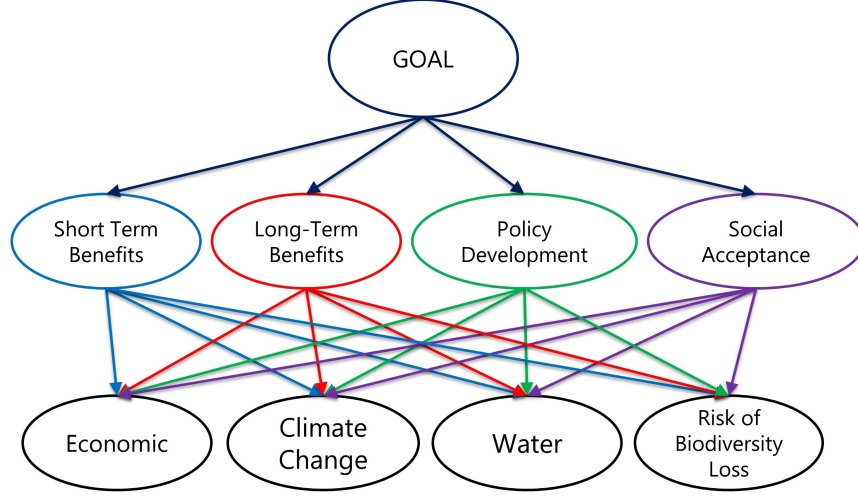 GOAL
Short Term
Benefits
Long-Term
Benefits
Policy
Development
Social
Acceptance
Economic
Climate
Change
Water
Risk of
Biodiversity
Loss